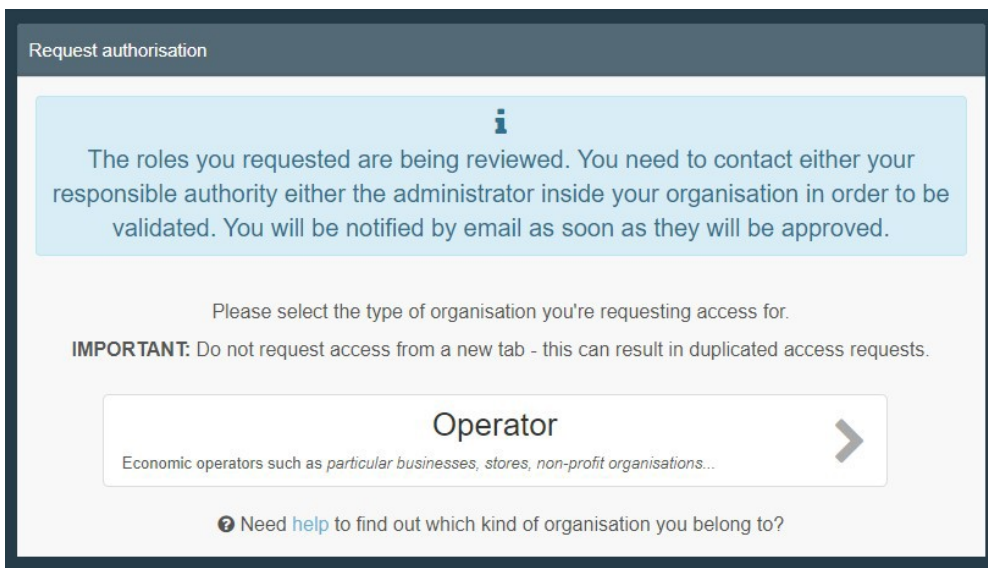 Request authorisation
The roles you requested are being reviewed. You need to contact either your
responsible authority either the administrator inside your organisation in order to be
validated. You will be notified by email as soon as they will be approved.
Please select the type of organisation you're requesting access for.
IMPORTANT: Do not request access from a new tab - this can result in duplicated access requests.
Operator
Economic operators such as particular businesses, stores, non-profit organisations...
Need help to find out which kind of organisation you belong to?